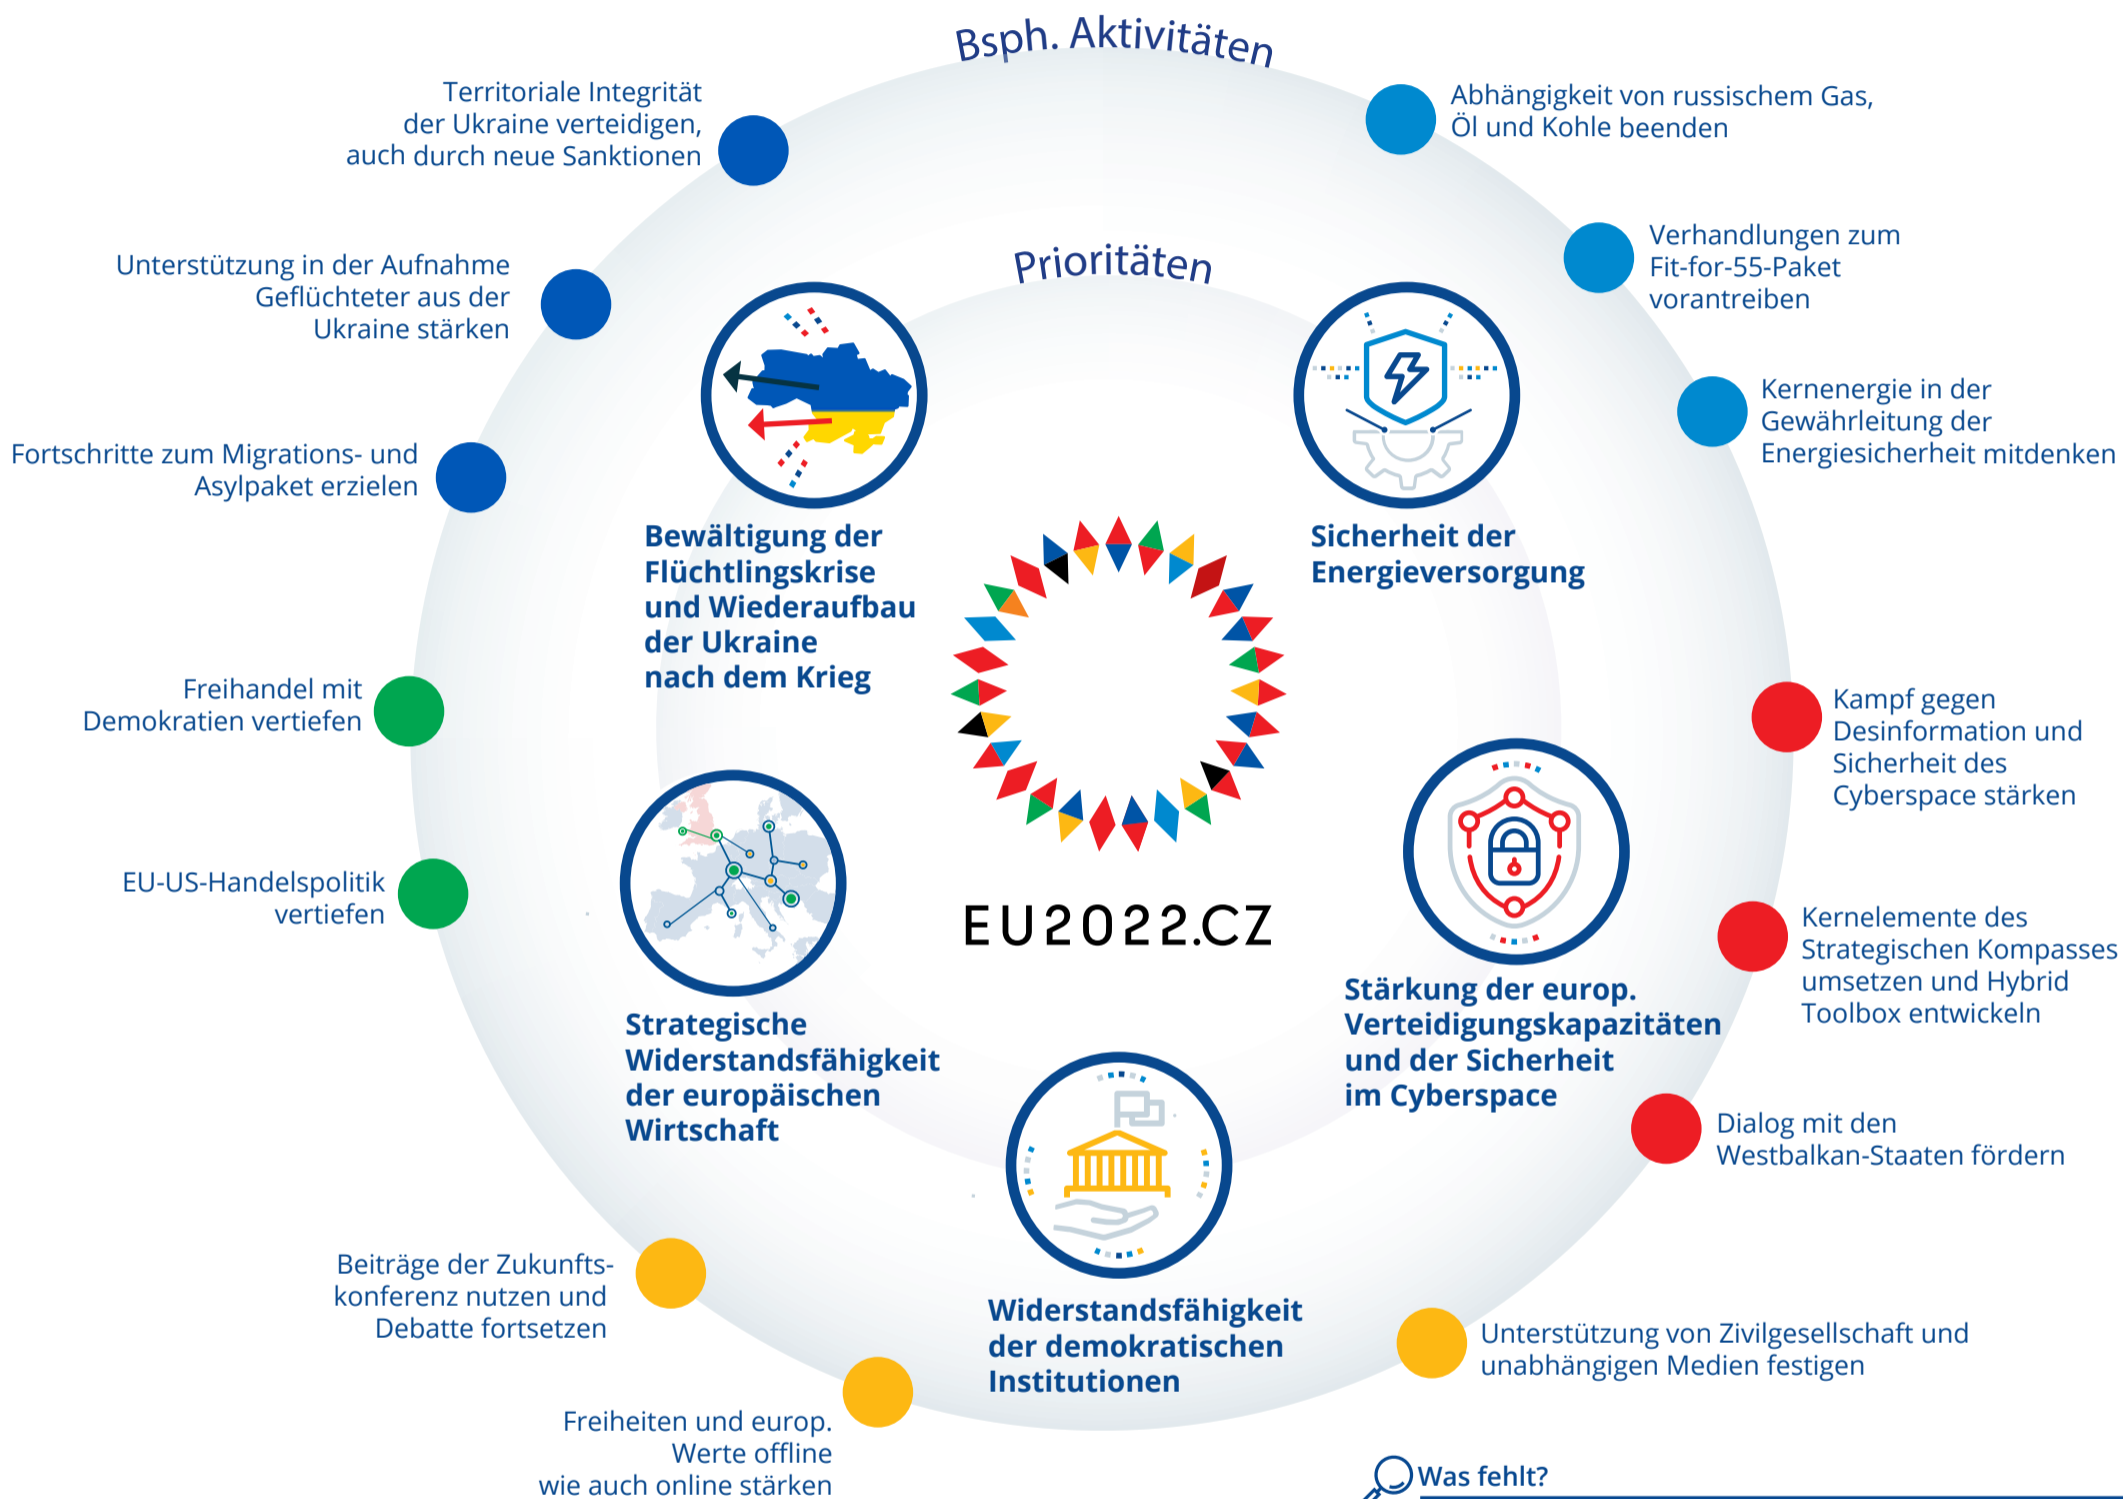 Bsph. Aktivitäten
Territoriale Integrität
der Ukraine verteidigen,
auch durch neue Sanktionen
Abhängigkeit von russischem Gas,
Öl und Kohle beenden
Unterstützung in der Aufnahme
Geflüchteter aus der
Ukraine stärken
Verhandlungen zum
Fit-for-55-Paket
vorantreiben
Prioritäten
Fortschritte zum Migrations- und
Asylpaket erzielen
Kernenergie in der
Gewährleitung der
Energiesicherheit mitdenken
Bewältigung der
Flüchtlingskrise
und Wiederaufbau
der Ukraine
nach dem Krieg
Sicherheit der
Energieversorgung
Freihandel mit
Demokratien vertiefen
Kampf gegen
Desinformation und
Sicherheit des
Cyberspace stärken
EU-US-Handelspolitik
vertiefen
EU2022.CZ
Kernelemente des
Strategischen Kompasses
umsetzen und Hybrid
Toolbox entwickeln
Strategische
Widerstandsfähigkeit
der europäischen
Wirtschaft
Stärkung der europ.
Verteidigungskapazitäten
und der Sicherheit
im Cyberspace
Dialog mit den
Westbalkan-Staaten fördern
Beiträge der Zukunfts-
konferenz nutzen und
Debatte fortsetzen
Widerstandsfähigkeit
der demokratischen
Institutionen
Unterstützung von Zivilgesellschaft und
unabhängigen Medien festigen
Freiheiten und europ.
Werte offline
wie auch online stärken
Was fehlt?